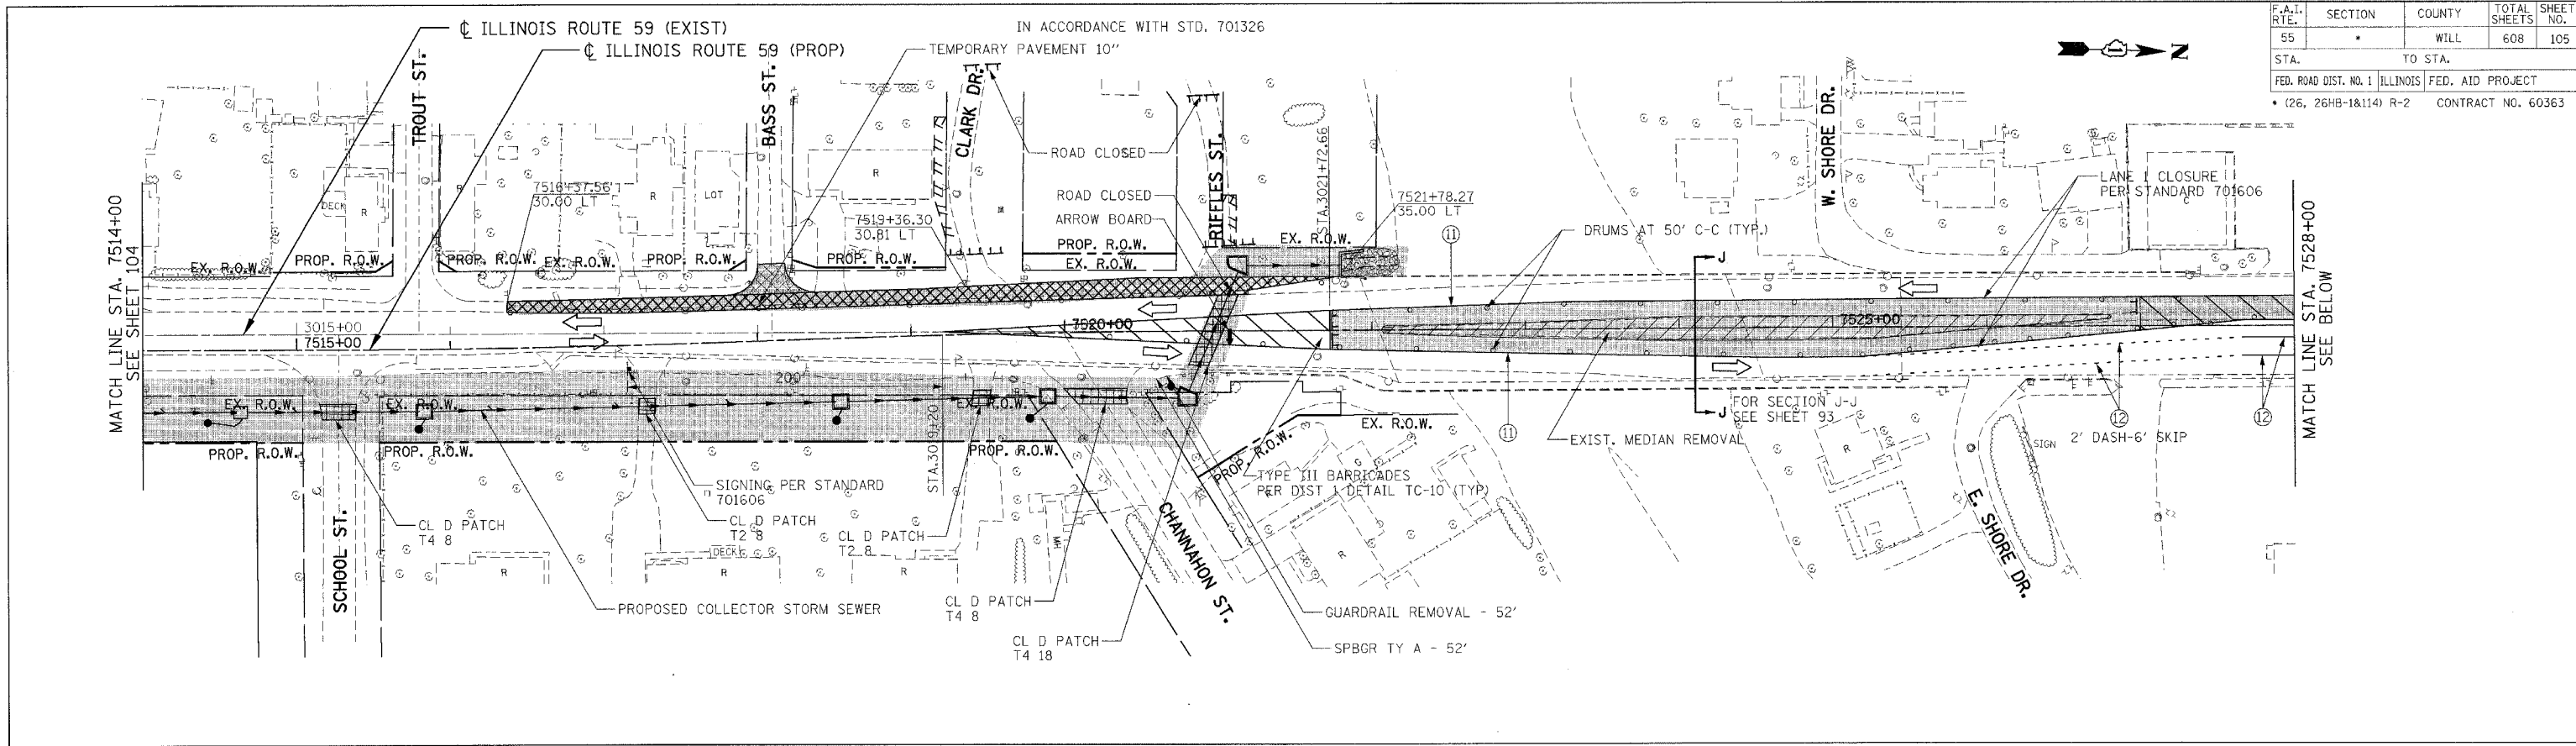 ℄ ILLINOIS ROUTE 59 (EXIST)
℄ ILLINOIS ROUTE 59 (PROP)
IN ACCORDANCE WITH STD. 701326
TEMPORARY PAVEMENT 10"
F.A.I. RTE.
SECTION
COUNTY
TOTAL SHEETS
SHEET NO.
55
*
WILL
608
105
STA.
TO STA.
FED. ROAD DIST. NO. 1
ILLINOIS
FED. AID PROJECT
* (26, 26HB-1&114) R-2
CONTRACT NO. 60363
N
TROUT ST.
BASS ST.
CLARK DR.
RIFFLES ST.
W. SHORE DR.
ROAD CLOSED
ROAD CLOSED
ARROW BOARD
STA.3021+72.66
7516+37.56
30.00 LT
7519+36.30
30.81 LT
7521+78.27
35.00 LT
11
DRUMS AT 50' C-C (TYP.)
LANE 1 CLOSURE
PER STANDARD 701606
C
DECK
R
R
R
LOT
R
MATCH LINE STA. 7514+00
SEE SHEET 104
MATCH LINE STA. 7528+00
SEE BELOW
EX. R.O.W.
PROP. R.O.W.
PROP. R.O.W.
EX. R.O.W.
PROP. R.O.W.
PROP. R.O.W.
PROP. R.O.W.
EX. R.O.W.
EX. R.O.W.
J
3015+00
7515+00
7520+00
7525+00
200'
STA.3019+20
EX. R.O.W.
EX. R.O.W.
EX. R.O.W.
PROP. R.O.W.
PROP. R.O.W.
PROP. R.O.W.
PROP. R.O.W.
EX. R.O.W.
11
J
FOR SECTION J-J
SEE SHEET 93
EXIST. MEDIAN REMOVAL
12
12
2' DASH-6' SKIP
SIGN
TYPE III BARRICADES
PER DIST 1 DETAIL TC-10 (TYP)
SIGNING PER STANDARD
701606
CL D PATCH
T4 8
CL D PATCH
T2 8
CL D PATCH
T2 8
DECK
R
R
R
R
R
MH
G
SCHOOL ST.
CHANNAHON ST.
E. SHORE DR.
PROPOSED COLLECTOR STORM SEWER
CL D PATCH
T4 8
CL D PATCH
T4 18
GUARDRAIL REMOVAL - 52'
SPBGR TY A - 52'